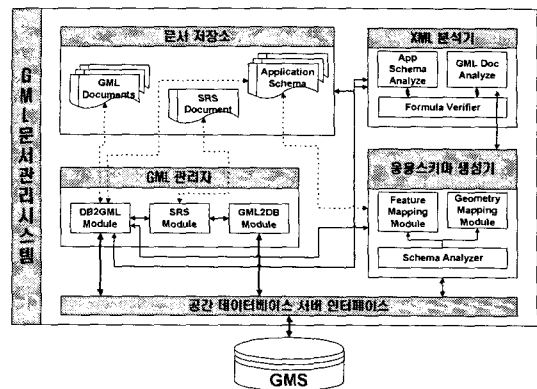 GML문서관리시스템
문서 저장소
GML
Documents
SRS
Document
Application
Schema
XML 분석기
App
Schema
Analyze
GML Doc
Analyze
Formula Verifier
GML 관리자
DB2GML
Module
SRS
Module
GML2DB
Module
응용스키마 생성기
Feature
Mapping
Module
Geometry
Mapping
Module
Schema Analyzer
공간 데이터베이스 서버 인터페이스
GMS